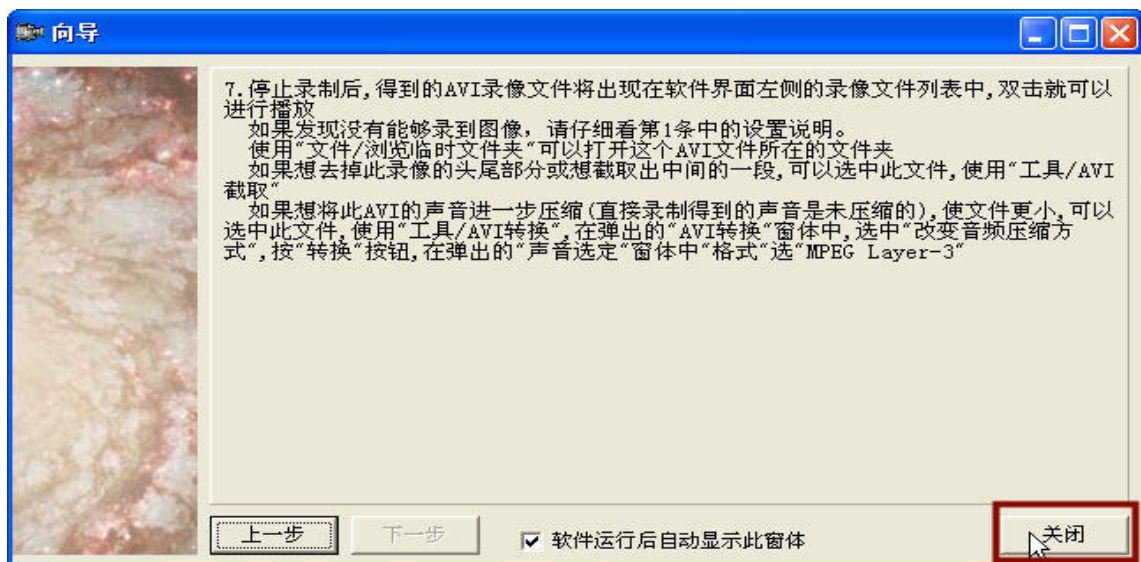 向导
7.停止录制后,得到的AVI录像文件将出现在软件界面左侧的录像文件列表中,双击就可以
进行播放
如果发现没有能够录到图像，请仔细看第1条中的设置说明。
使用"文件/浏览临时文件夹"可以打开这个AVI文件所在的文件夹
如果想去掉此录像的头尾部分或想截取出中间的一段,可以选中此文件,使用"工具/AVI
截取"
如果想将此AVI的声音进一步压缩(直接录制得到的声音是未压缩的),使文件更小,可以
选中此文件,使用"工具/AVI转换",在弹出的"AVI转换"窗体中,选中"改变音频压缩方
式",按"转换"按钮,在弹出的"声音选定"窗体中"格式"选"MPEG Layer-3"
上一步
下一步
软件运行后自动显示此窗体
关闭